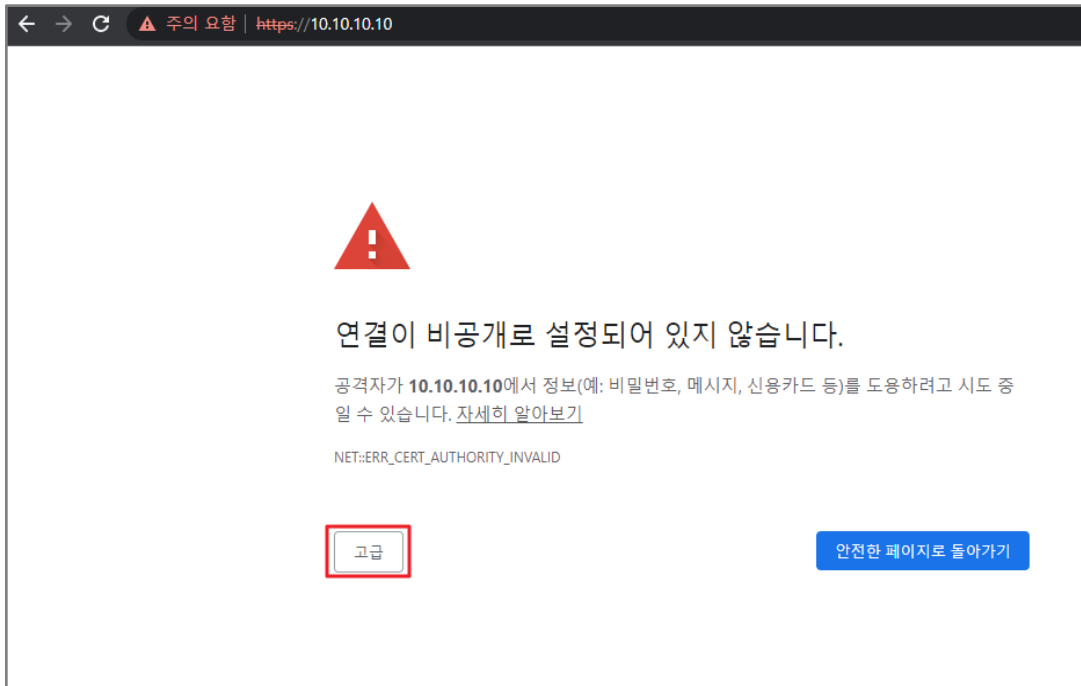 주의 요함 | https://10.10.10.10
연결이 비공개로 설정되어 있지 않습니다.
공격자가 10.10.10.10에서 정보(예: 비밀번호, 메시지, 신용카드 등)를 도용하려고 시도 중
일 수 있습니다. 자세히 알아보기
NET::ERR_CERT_AUTHORITY_INVALID
고급 안전한 페이지로 돌아가기